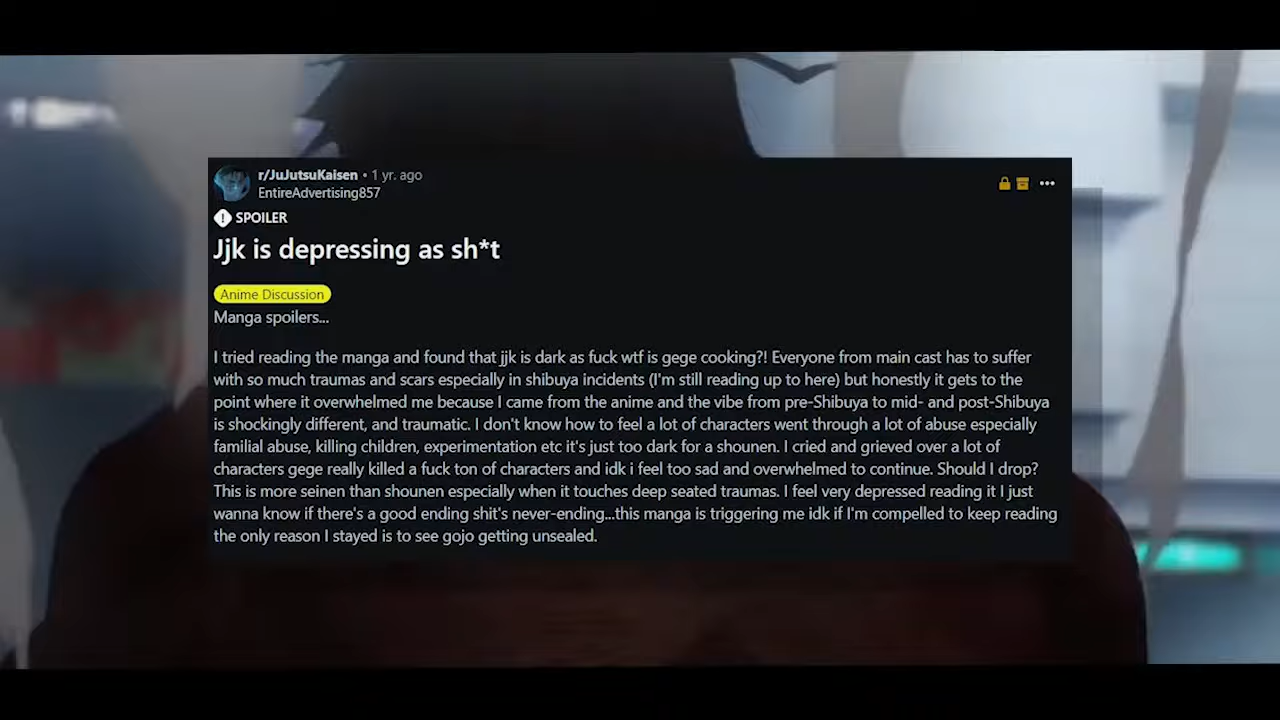 r/JuJutsuKaisen • 1 yr. ago
EntireAdvertising857
SPOILER
Jjk is depressing as sh*t
Anime Discussion
Manga spoilers...
I tried reading the manga and found that jjk is dark as fuck wtf is gege cooking?! Everyone from main cast has to suffer
with so much traumas and scars especially in shibuya incidents (I'm still reading up to here) but honestly it gets to the
point where it overwhelmed me because I came from the anime and the vibe from pre-Shibuya to mid- and post-Shibuya
is shockingly different, and traumatic. I don't know how to feel a lot of characters went through a lot of abuse especially
familial abuse, killing children, experimentation etc it's just too dark for a shounen. I cried and grieved over a lot of
characters gege really killed a fuck ton of characters and idk i feel too sad and overwhelmed to continue. Should I drop?
This is more seinen than shounen especially when it touches deep seated traumas. I feel very depressed reading it I just
wanna know if there's a good ending shit's never-ending...this manga is triggering me idk if I'm compelled to keep reading
the only reason I stayed is to see gojo getting unsealed.